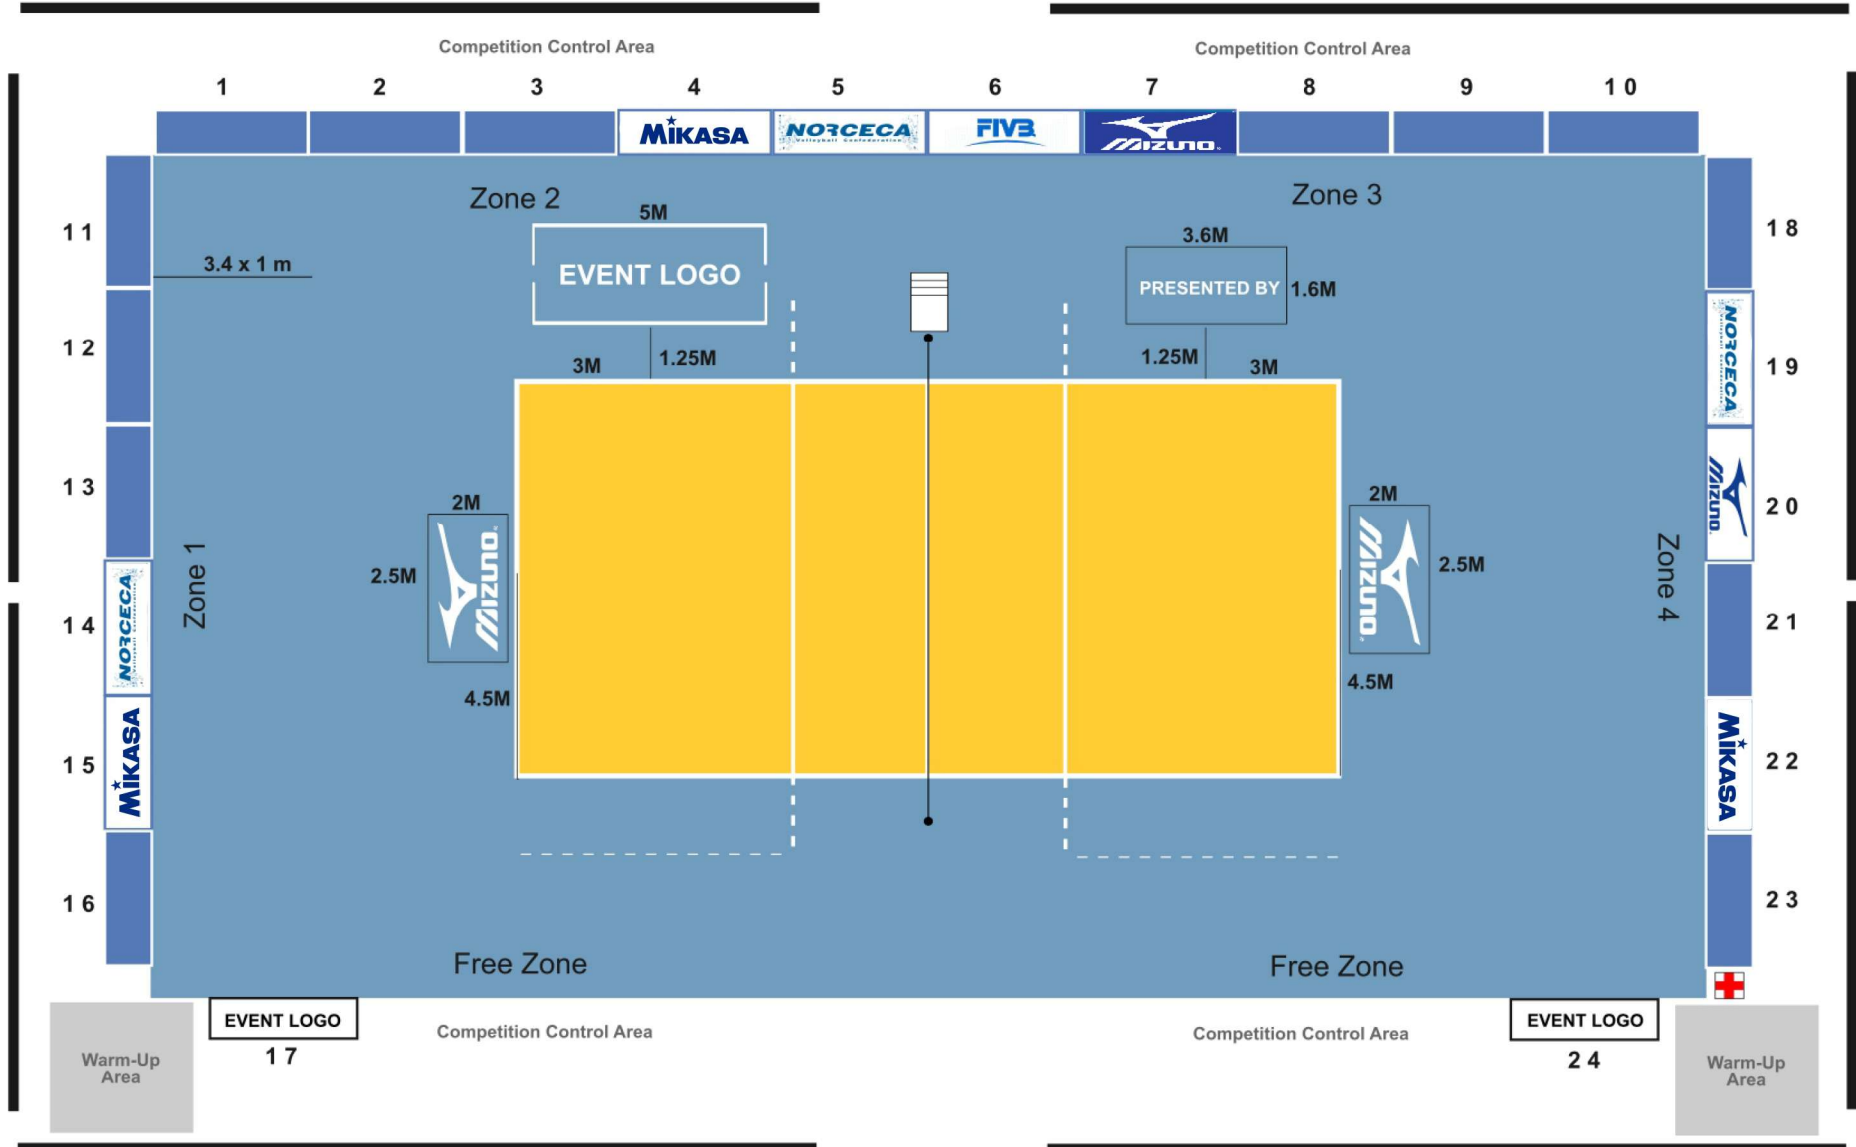 Competition Control Area
Competition Control Area
1 2 3 4 5 6 7 8 9 10
MIKASA
NORCECA
Volleyball Confederation
FIVB
MIZUNO
Zone 2
Zone 3
5M
EVENT LOGO
3.6M
PRESENTED BY
1.6M
11
3.4 x 1 m
18
12
3M
1.25M
1.25M
3M
NORCECA
19
13
2M
2M
MIZUNO
20
Zone 1
2.5M
MIZUNO
MIZUNO
2.5M
Zone 4
14
NORCECA
Volleyball Confederation
21
4.5M
4.5M
15
MIKASA
MIKASA
22
16
23
Free Zone
Free Zone
EVENT LOGO
17
Competition Control Area
Competition Control Area
EVENT LOGO
24
Warm-Up
Area
Warm-Up
Area